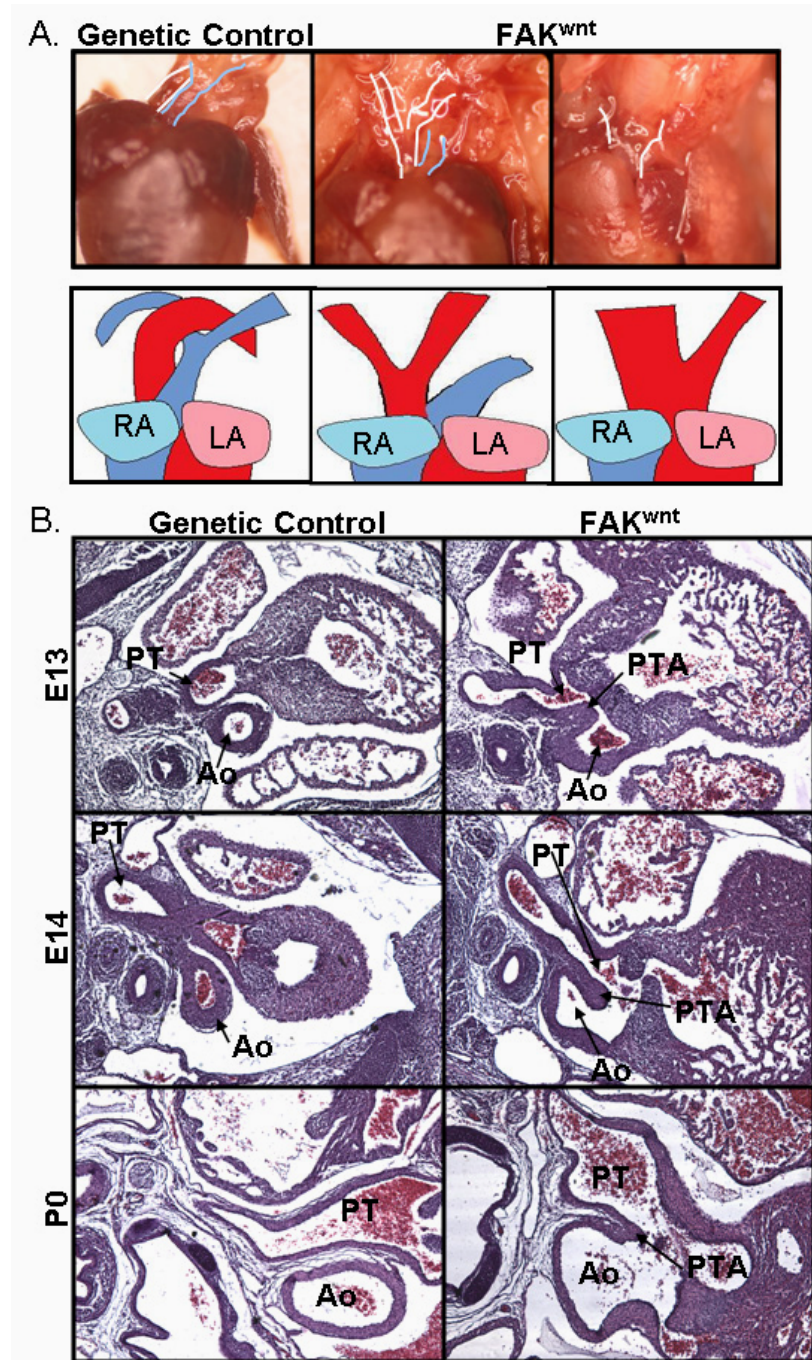 A.
Genetic Control FAKwnt
RA LA RA LA RA LA
B.
Genetic Control FAKwnt
E13
PT
Ao
PT
PTA
Ao
E14
PT
Ao
PT
PTA
Ao
P0
PT
Ao
PT
PTA
Ao